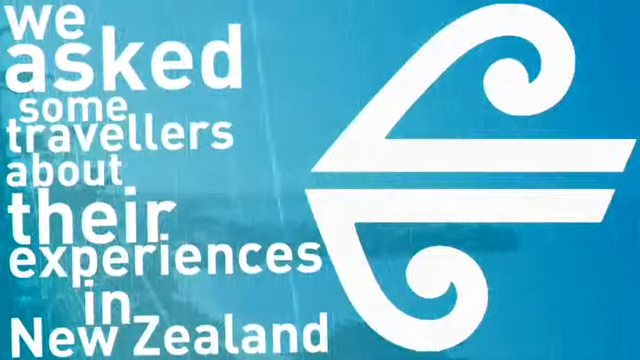 we
asked
some
travellers
about
their
experiences
in
New Zealand